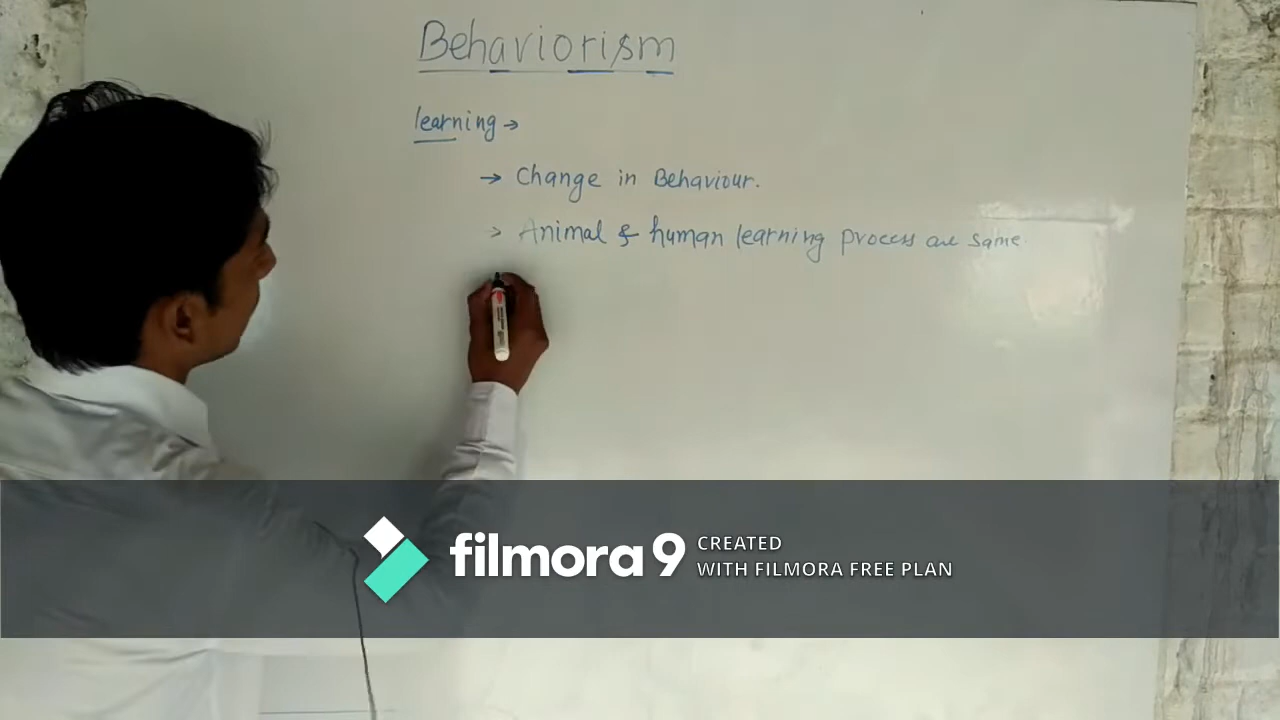 Behaviorism
learning →
→ Change in Behaviour.
→ Animal & human learning process are same.
filmora 9
CREATED
WITH FILMORA FREE PLAN